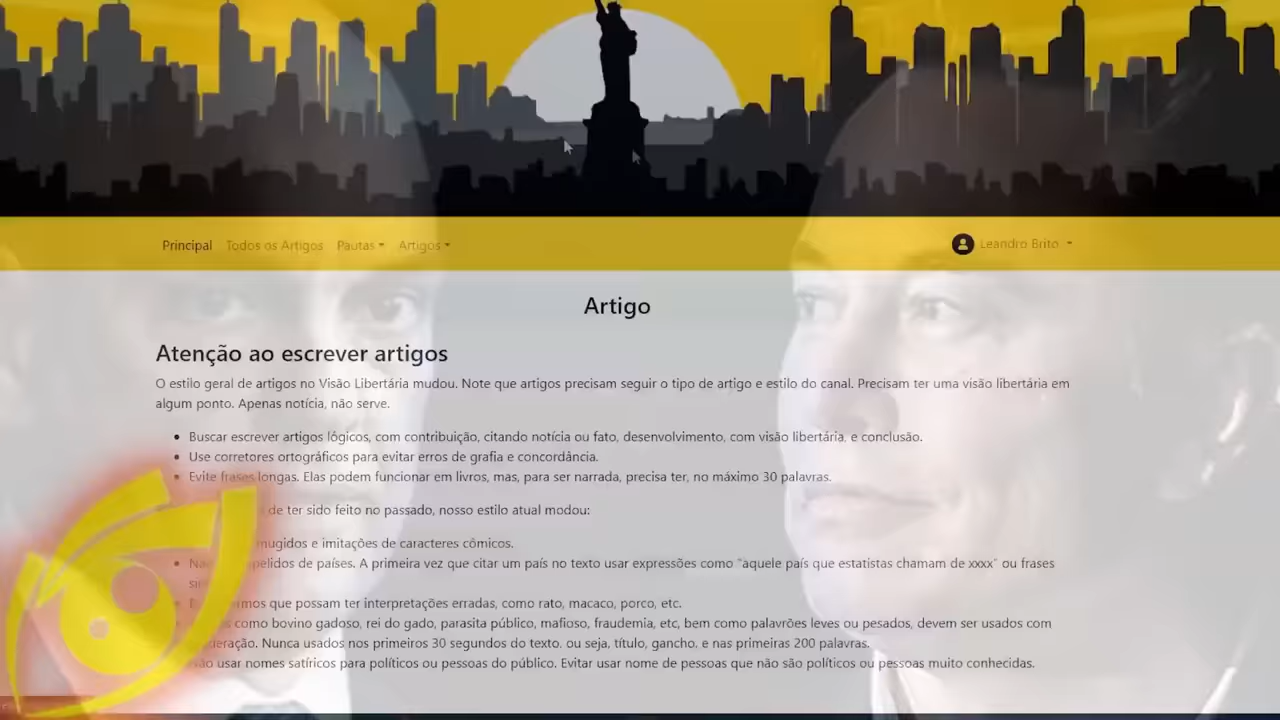 Principal Todos os Artigos Pautas Artigos Leandro Brito
Artigo
Atenção ao escrever artigos
O estilo geral de artigos no Visão Libertária mudou. Note que artigos precisam seguir o tipo de artigo e estilo do canal. Precisam ter uma visão libertária em
algum ponto. Apenas notícia, não serve.
Buscar escrever artigos lógicos, com contribuição, citando notícia ou fato, desenvolvimento, com visão libertária, e conclusão.
Use corretores ortográficos para evitar erros de grafia e concordância.
Evite frases longas. Elas podem funcionar em livros, mas, para ser narrada, precisa ter, no máximo 30 palavras.
de ter sido feito no passado, nosso estilo atual modou:
mugidos e imitações de caracteres cômicos.
apelidos de países. A primeira vez que citar um país no texto usar expressões como "aquele país que estatistas chamam de xxxx" ou frases
que possam ter interpretações erradas, como rato, macaco, porco, etc.
como bovino gadoso, rei do gado, parasita público, mafioso, fraudemia, etc, bem como palavrões leves ou pesados, devem ser usados com
Nunca usados nos primeiros 30 segundos do texto. ou seja, título, gancho, e nas primeiras 200 palavras.
não usar nomes satíricos para políticos ou pessoas do público. Evitar usar nome de pessoas que não são políticos ou pessoas muito conhecidas.